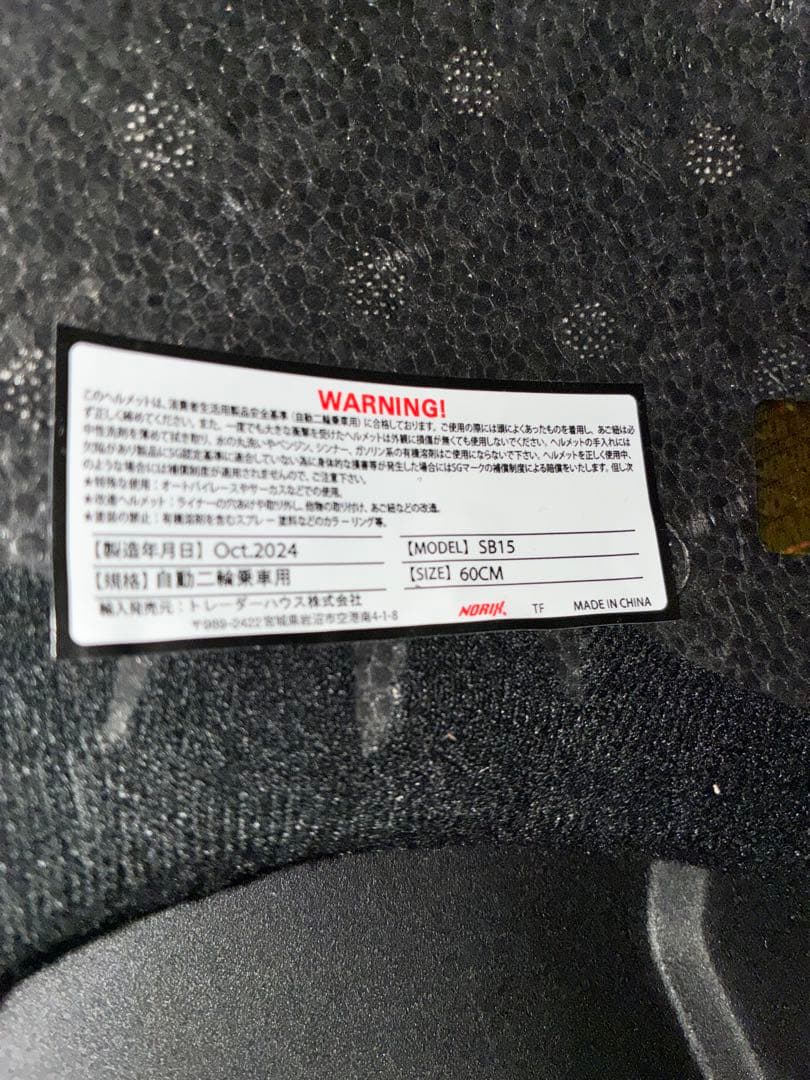 WARNING!
このヘルメットは、消費者生活用製品安全基準（自動二輪乗車用）に合格しております。ご使用の際には頭によくあったものを着用し、あご紐は必
ず正しく締めてください。また、一度でも大きな衝撃を受けたヘルメットは外観に損傷が無くても使用しないでください。ヘルメットの手入れには
中性洗剤を薄めて拭き取り、水の丸洗いやベンジン、シンナー、ガソリン系の有機溶剤はご使用にならないで下さい。ヘルメットを正しく使用中、
欠陥があり製品にSG認定基準に適合していない為に身体的な損害等が発生した場合にはSGマークの補償制度による賠償をいたします。但し次
のような場合には補償制度が適用されませんので、ご注意下さい。
★特殊な使用：オートバイレースやサーカスなどでの使用。
★改造ヘルメット：ライナーの穴あけや取り外し、他物の取り付け、あご紐などの改造。
★塗装の禁止：有機溶剤を含むスプレー塗料などのカラーリング等。
【製造年月日】Oct.2024
【MODEL】SB15
【規格】自動二輪乗車用
【SIZE】60CM
輸入発売元：トレーダーハウス株式会社
〒989-2422宮城県岩沼市空港南4-1-8
NORIX TF MADE IN CHINA